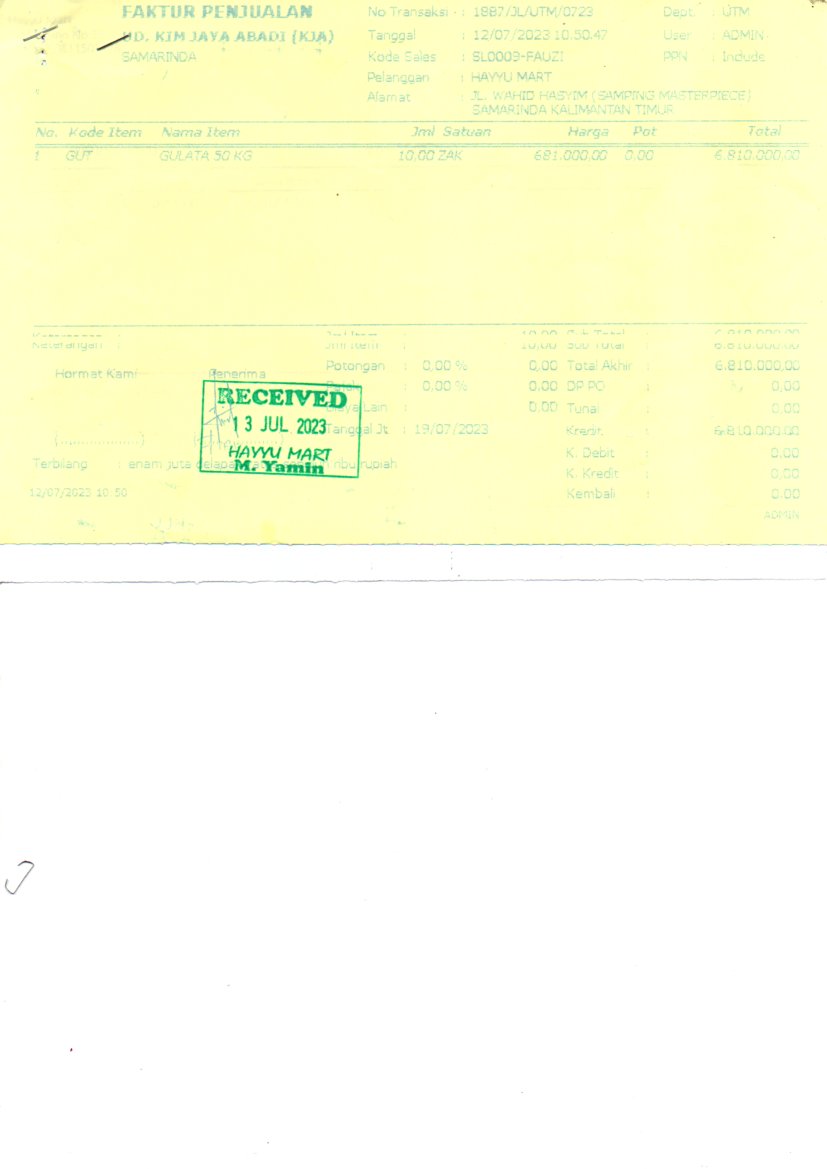 FAKTUR PENJUALAN
UD. KIM JAYA ABADI (KJA)
SAMARINDA
No Transaksi : 1887/JL/UTM/0723
Tanggal : 12/07/2023 10.50.47
Kode Sales : SL0009-FAUZI
Pelanggan : HAYYU MART
Alamat : JL. WAHID HASYIM (SAMPING MASTERPIECE)
SAMARINDA KALIMANTAN TIMUR
Dept. : UTM
User : ADMIN
PPN : Include
No. Kode Item Nama Item Jml Satuan Harga Pot Total
1 GUT GULATA 50 KG 10,00 ZAK 681.000,00 0,00 6.810.000,00
Keterangan : Jml Item : 10,00 Sub Total : 6.810.000,00
Hormat Kami Penerima Potongan : 0,00 % 0,00 Total Akhir : 6.810.000,00
: 0,00 % 0,00 DP PO : 0,00
Lain : 0,00 Tunai : 0,00
Tanggal Jt : 19/07/2023 Kredit : 6.810.000,00
(....................) K. Debit : 0,00
Terbilang : enam juta ribu rupiah
K. Kredit : 0,00
12/07/2023 10:50 Kembali : 0,00
ADMIN
RECEIVED
13 JUL 2023
HAYYU MART
M. Yamin